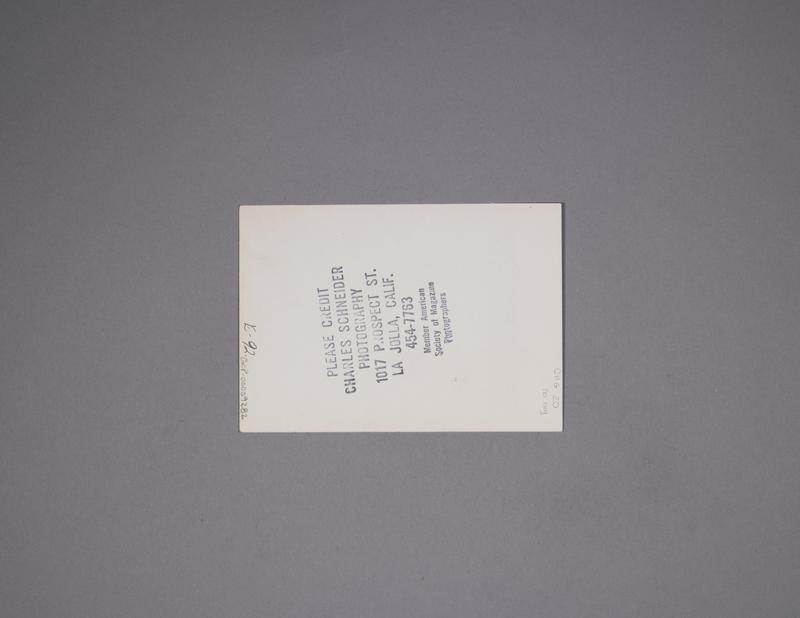 PLEASE CREDIT
CHARLES SCHNEIDER
PHOTOGRAPHY
1017 PROSPECT ST.
LA JOLLA, CALIF.
454-7763
Member American
Society of Magazine
Photographers
E-92